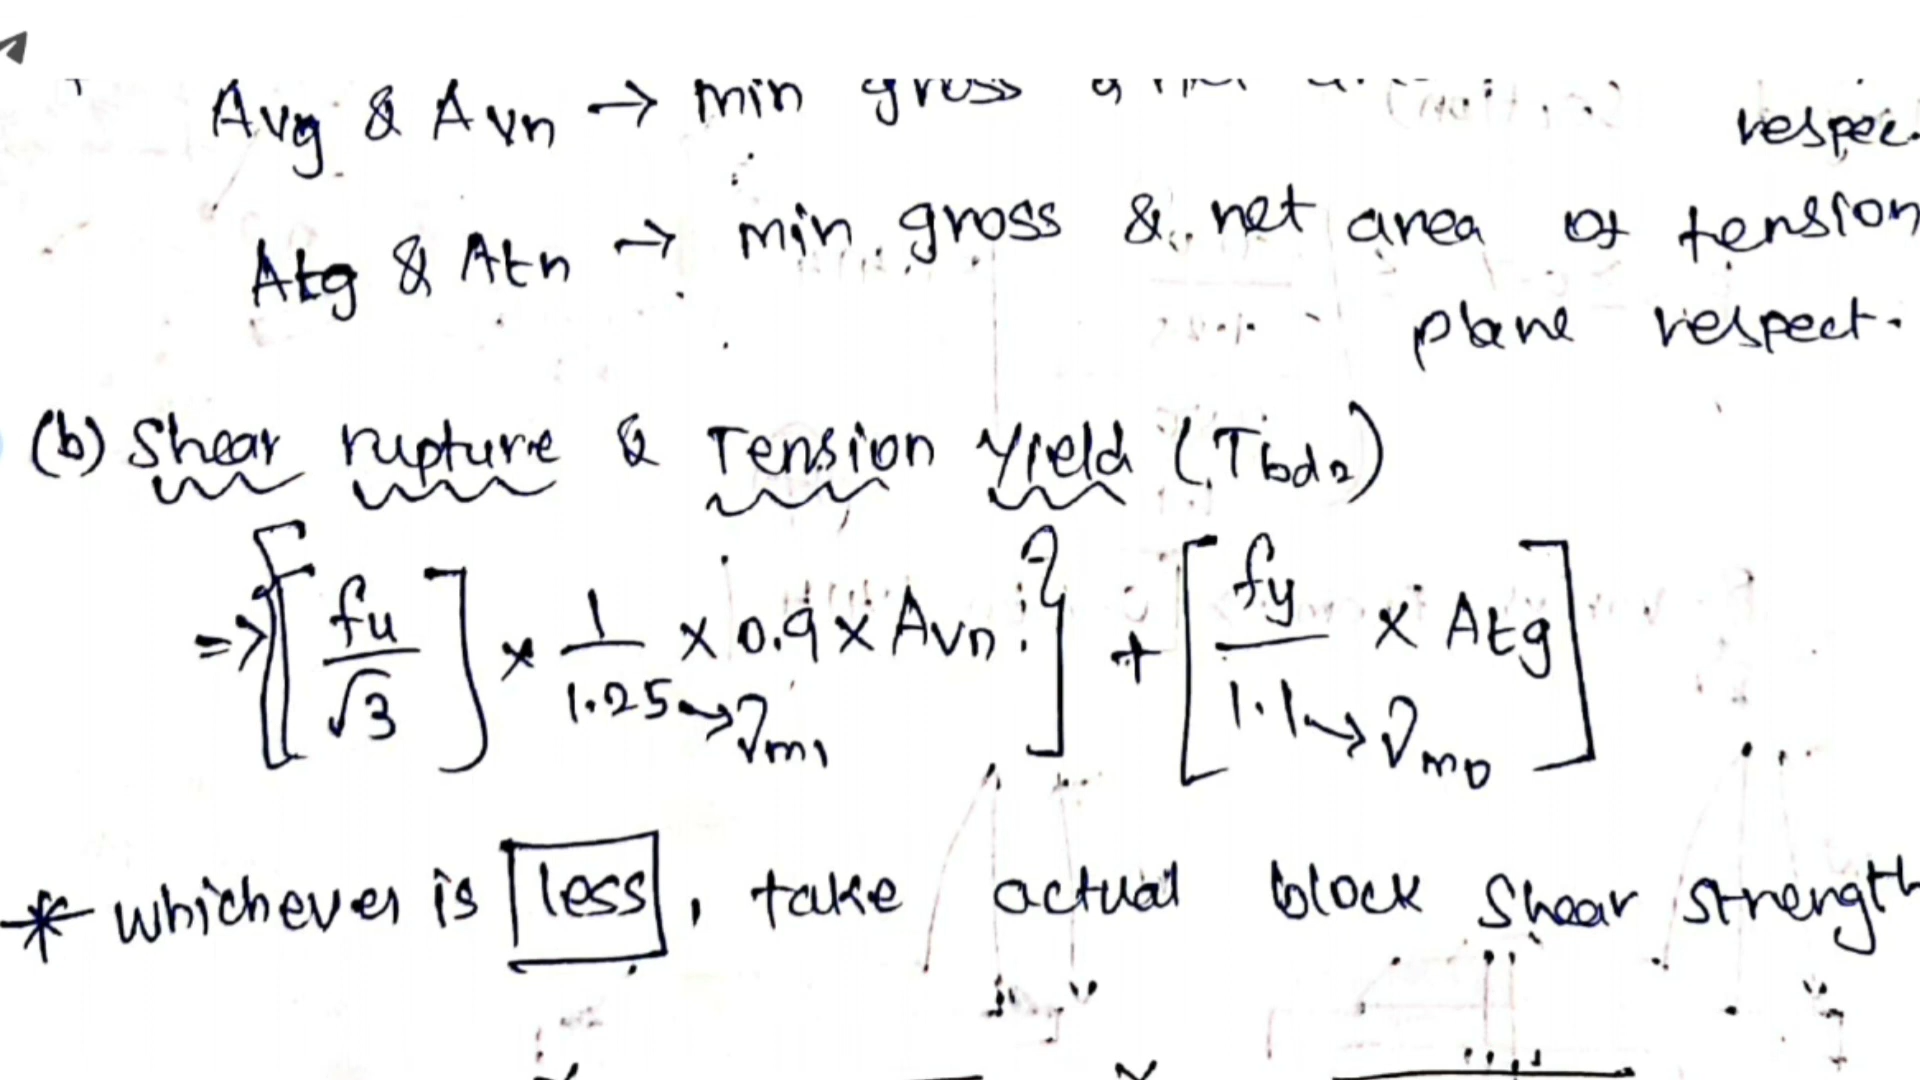 Avg & Avn → min gross &
respec.
Atg & Atn → min gross & net area of tension
plane respect.
(b) Shear rupture & Tension Yield (Tbd2)
=> [[fu/√3] × 1/1.25 → γm1 × 0.9 × Avn] + [fy/1.1 → γm0 × Atg]
* whichever is less, take actual block shear strength